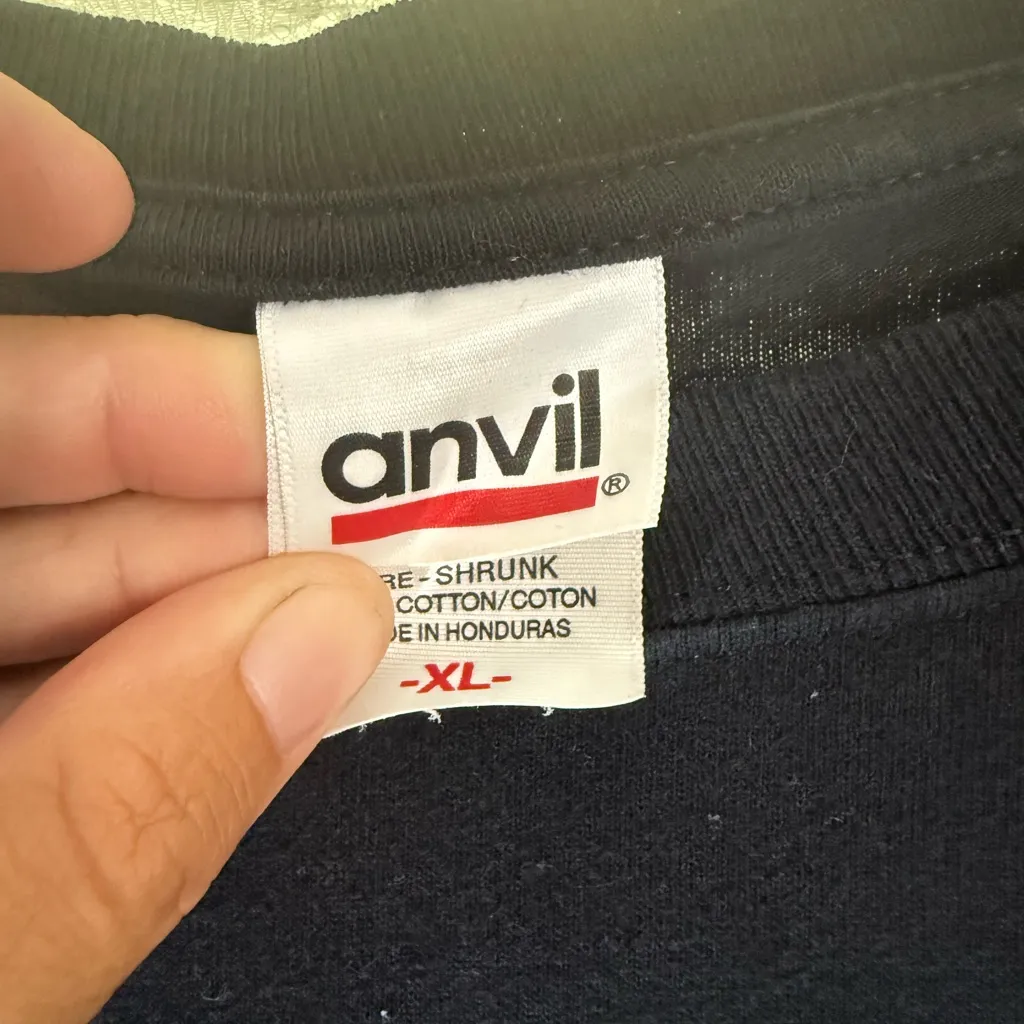 anvil®
RE-SHRUNK
COTTON/COTON
DE IN HONDURAS
-XL-